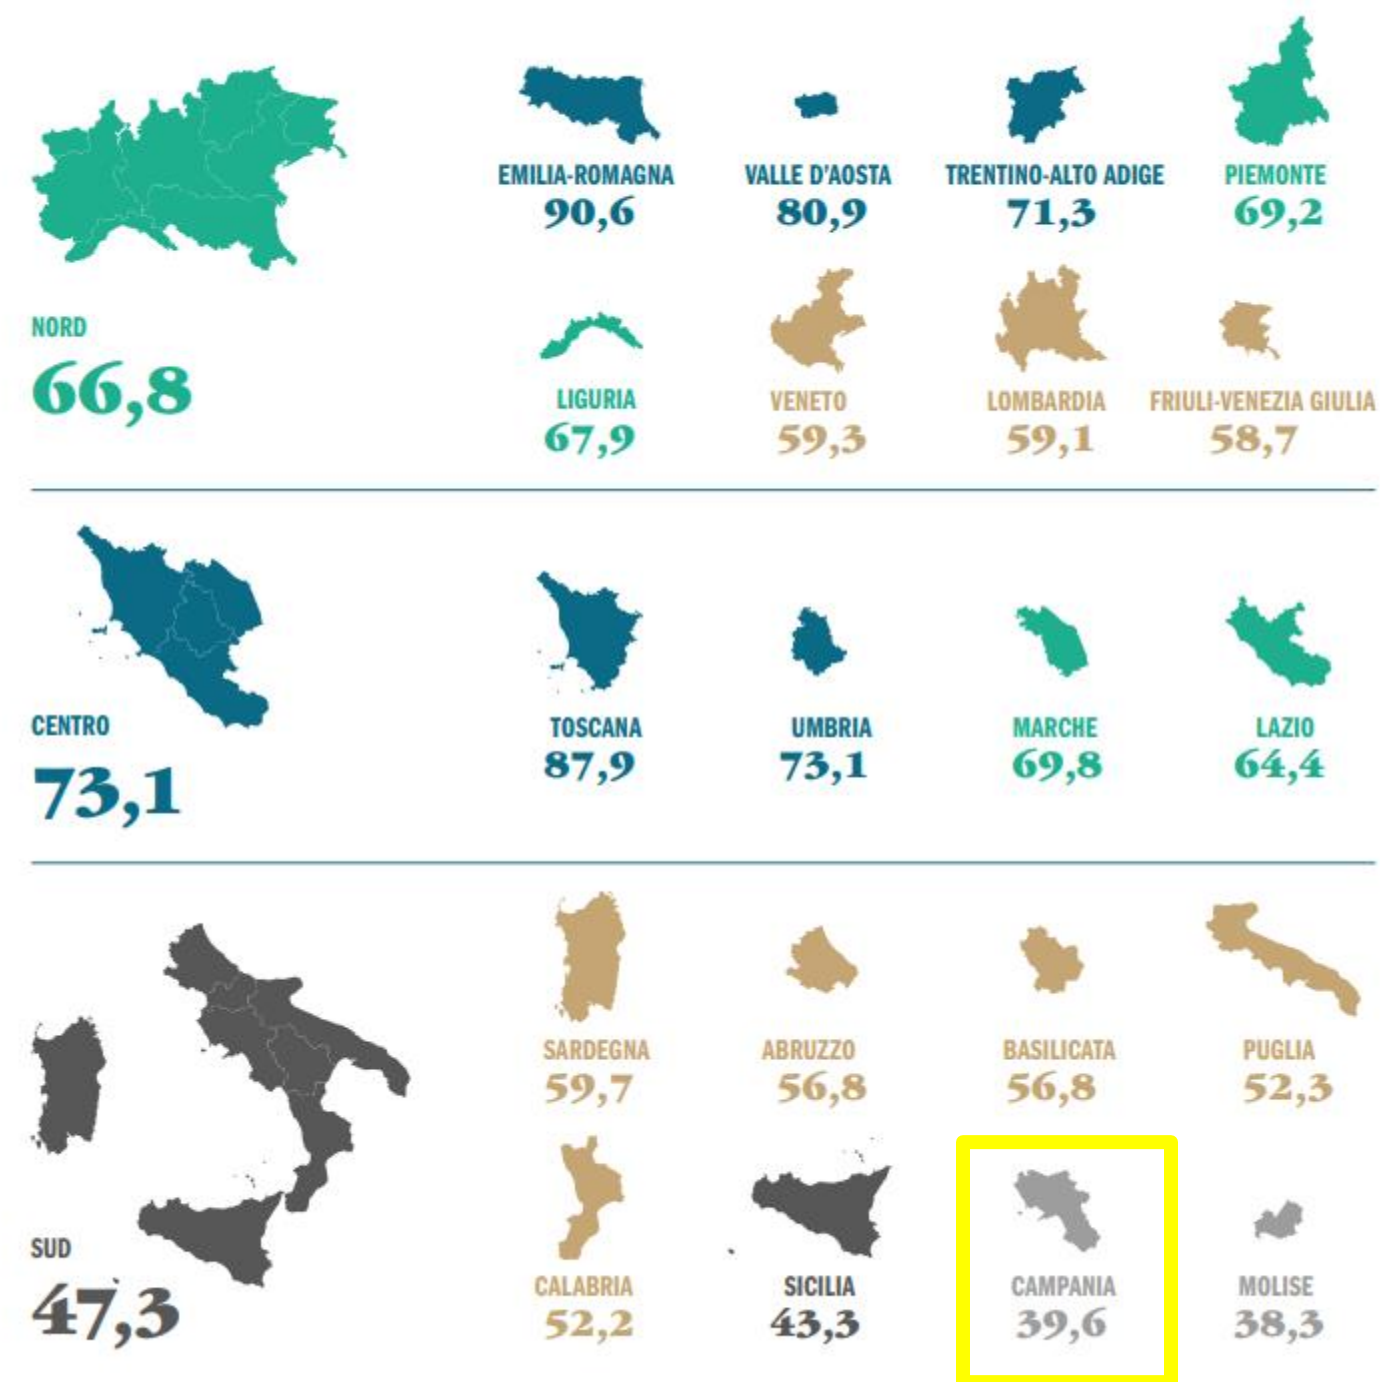 EMILIA-ROMAGNA VALLE D'AOSTA TRENTINO-ALTO ADIGE PIEMONTE
90,6 80,9 71,3 69,2
NORD
66,8
LIGURIA VENETO LOMBARDIA FRIULI-VENEZIA GIULIA
67,9 59,3 59,1 58,7
CENTRO
73,1
TOSCANA UMBRIA MARCHE LAZIO
87,9 73,1 69,8 64,4
SARDEGNA ABRUZZO BASILICATA PUGLIA
59,7 56,8 56,8 52,3
SUD
47,3
CALABRIA SICILIA CAMPANIA MOLISE
52,2 43,3 39,6 38,3